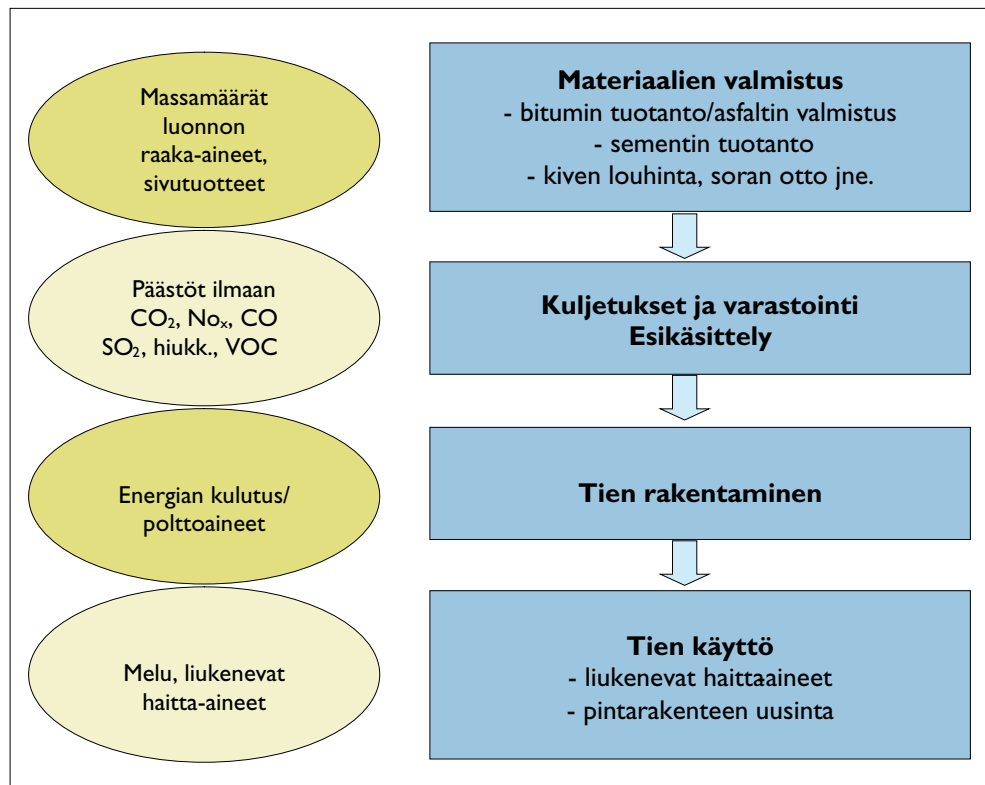 Massamäärät
luonnon
raaka-aineet,
sivutuotteet
Päästöt ilmaan
CO₂, Noₓ, CO
SO₂, hiukk., VOC
Energian kulutus/
polttoaineet
Melu, liukenevat
haitta-aineet
Materiaalien valmistus
- bitumin tuotanto/asfaltin valmistus
- sementin tuotanto
- kiven louhinta, soran otto jne.
Kuljetukset ja varastointi
Esikäsittely
Tien rakentaminen
Tien käyttö
- liukenevat haitta-aineet
- pintarakenteen uusinta